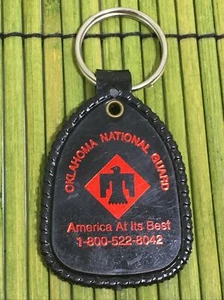 OKLAHOMA NATIONAL GUARD
America At Its Best
1-800-522-8042